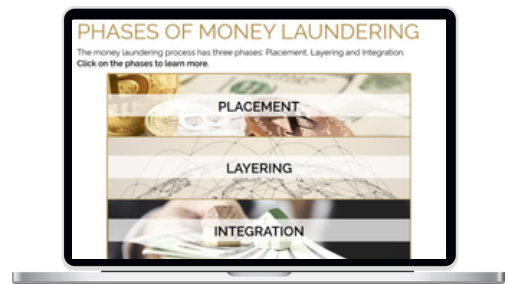 PHASES OF MONEY LAUNDERING
The money laundering process has three phases: Placement, Layering and Integration.
Click on the phases to learn more.
PLACEMENT
LAYERING
INTEGRATION